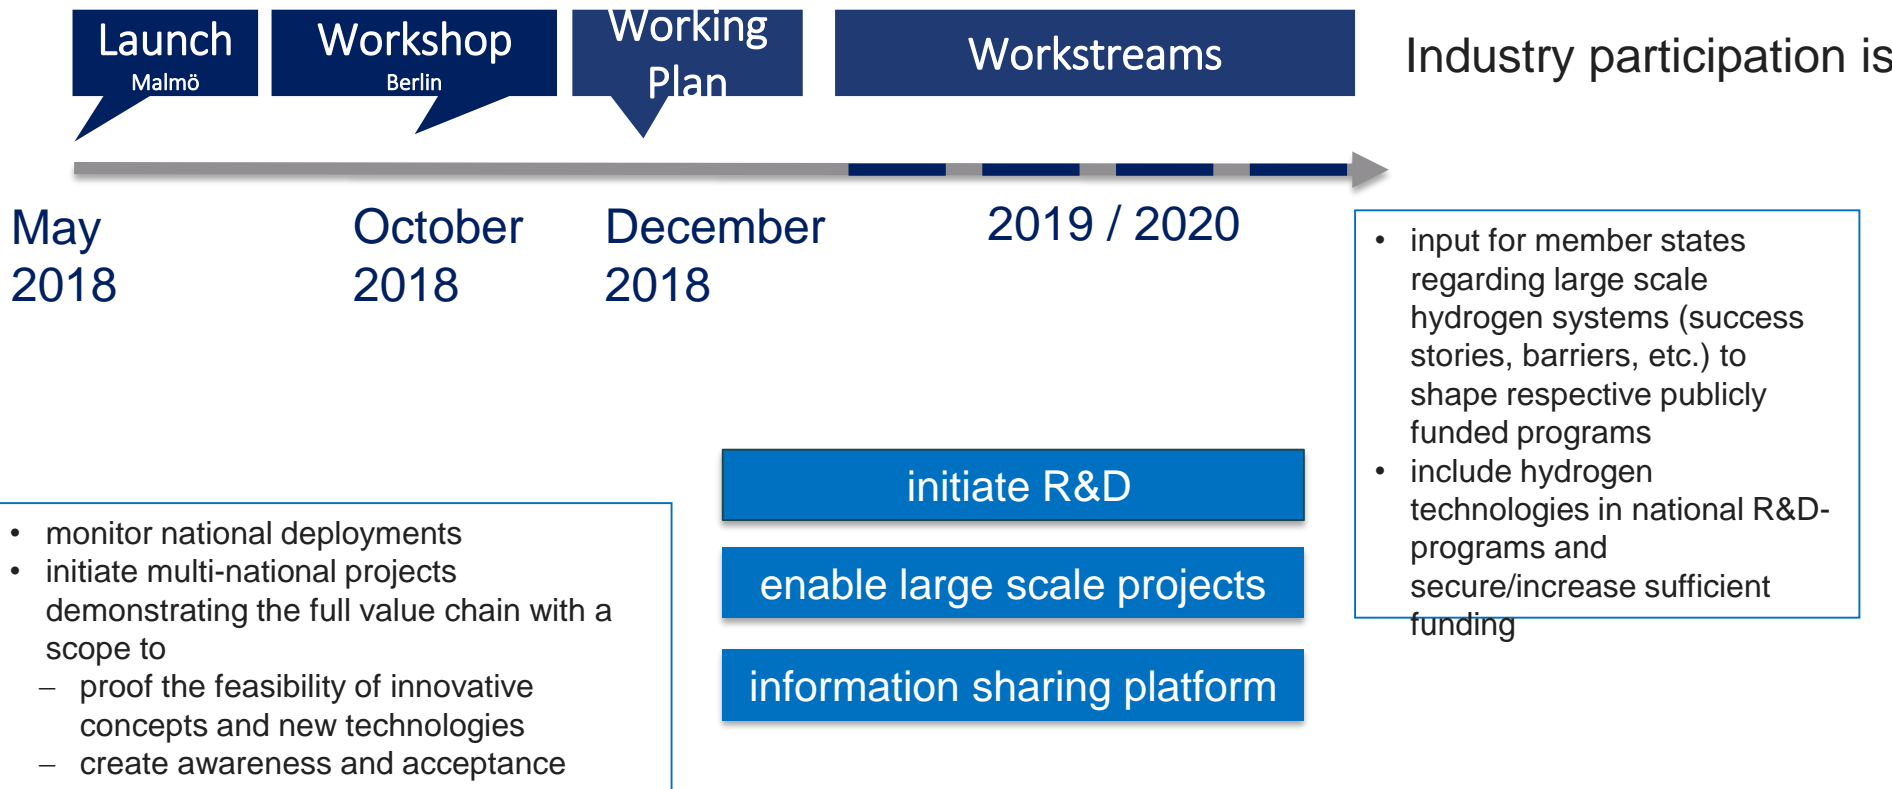 Launch
Malmö
Workshop
Berlin
Working
Plan
Workstreams
Industry participation is
May
2018
October
2018
December
2018
2019 / 2020
• input for member states
regarding large scale
hydrogen systems (success
stories, barriers, etc.) to
shape respective publicly
funded programs
• include hydrogen
technologies in national R&D-
programs and
secure/increase sufficient
funding
initiate R&D
enable large scale projects
information sharing platform
• monitor national deployments
• initiate multi-national projects
demonstrating the full value chain with a
scope to
– proof the feasibility of innovative
concepts and new technologies
– create awareness and acceptance